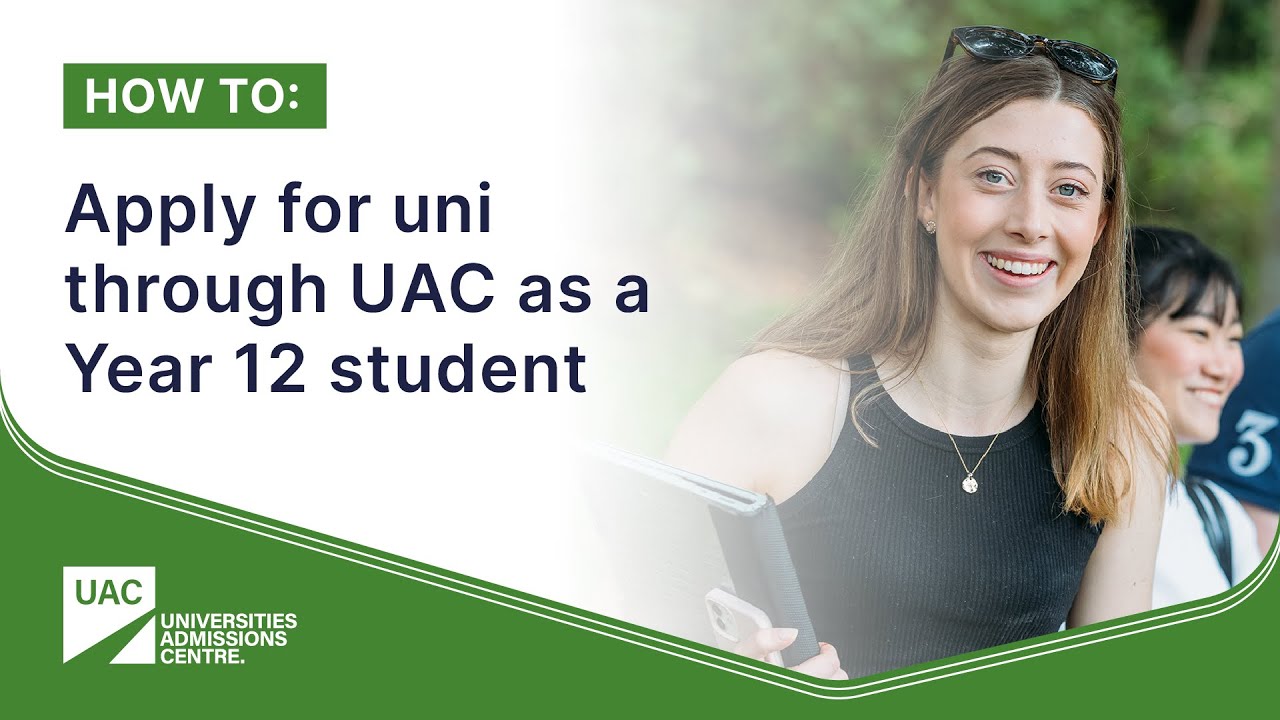 HOW TO:
Apply for uni
through UAC as a
Year 12 student
UAC
UNIVERSITIES
ADMISSIONS
CENTRE.
3